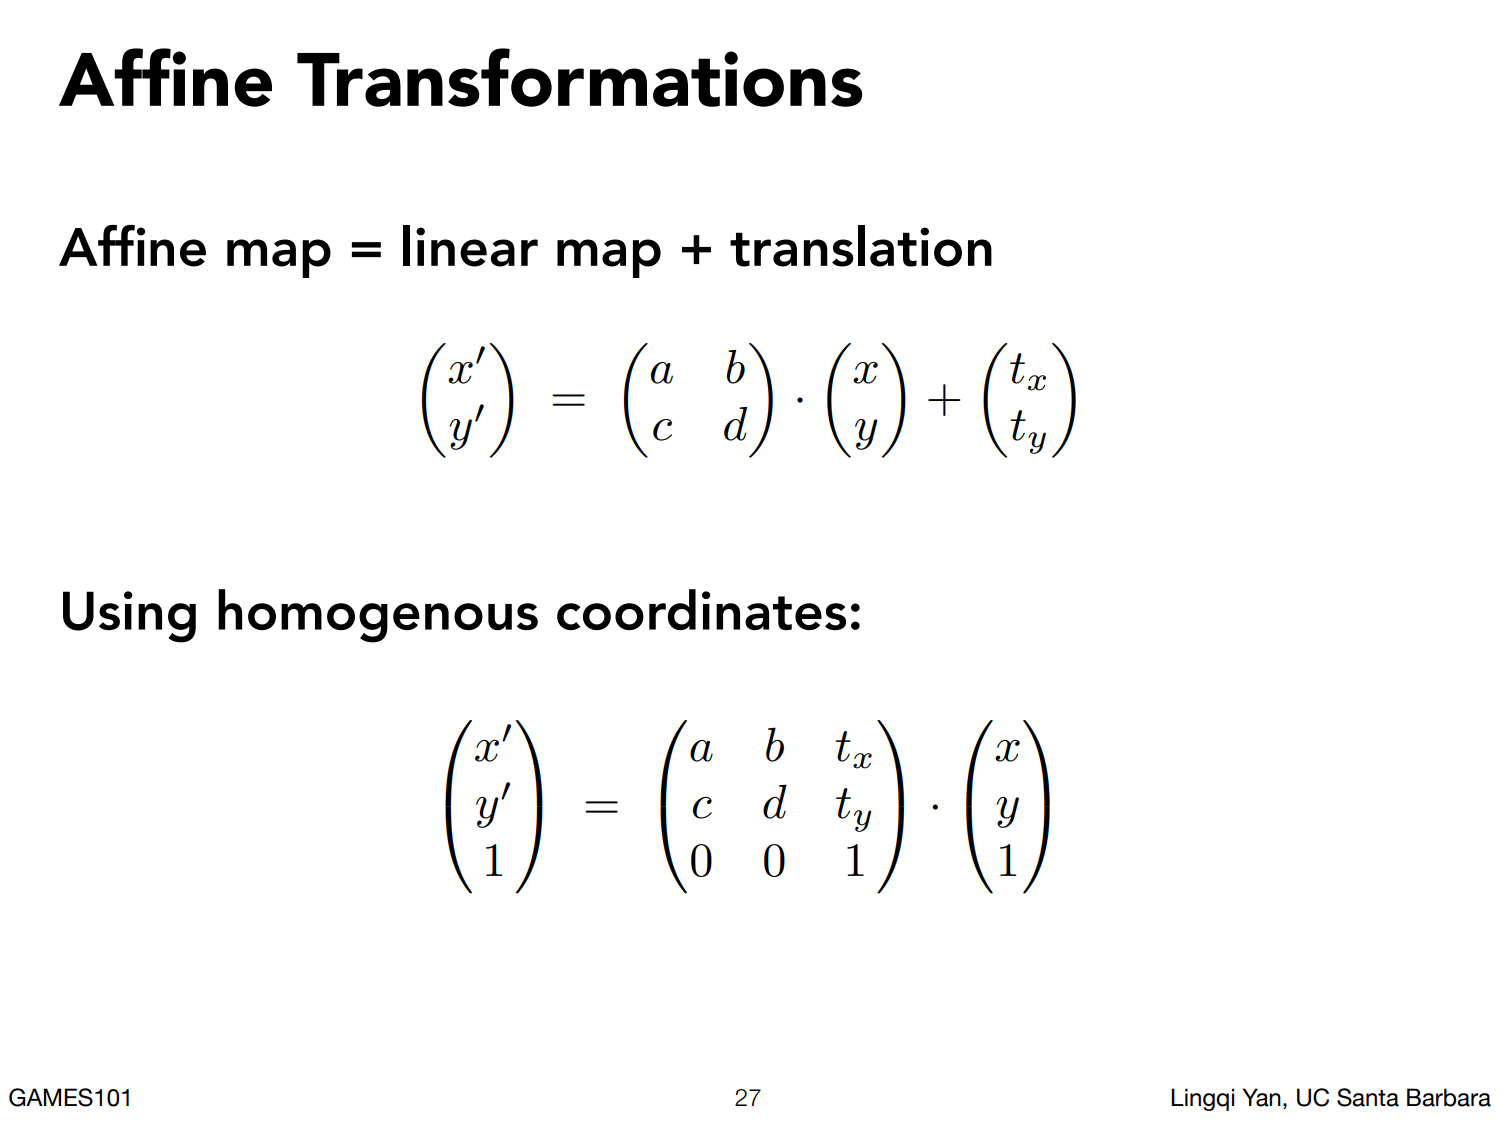 Affine Transformations
Affine map = linear map + translation
$\begin{pmatrix} x' \\ y' \end{pmatrix} = \begin{pmatrix} a & b \\ c & d \end{pmatrix} \cdot \begin{pmatrix} x \\ y \end{pmatrix} + \begin{pmatrix} t_x \\ t_y \end{pmatrix}$
Using homogenous coordinates:
$\begin{pmatrix} x' \\ y' \\ 1 \end{pmatrix} = \begin{pmatrix} a & b & t_x \\ c & d & t_y \\ 0 & 0 & 1 \end{pmatrix} \cdot \begin{pmatrix} x \\ y \\ 1 \end{pmatrix}$
GAMES101 27 Lingqi Yan, UC Santa Barbara